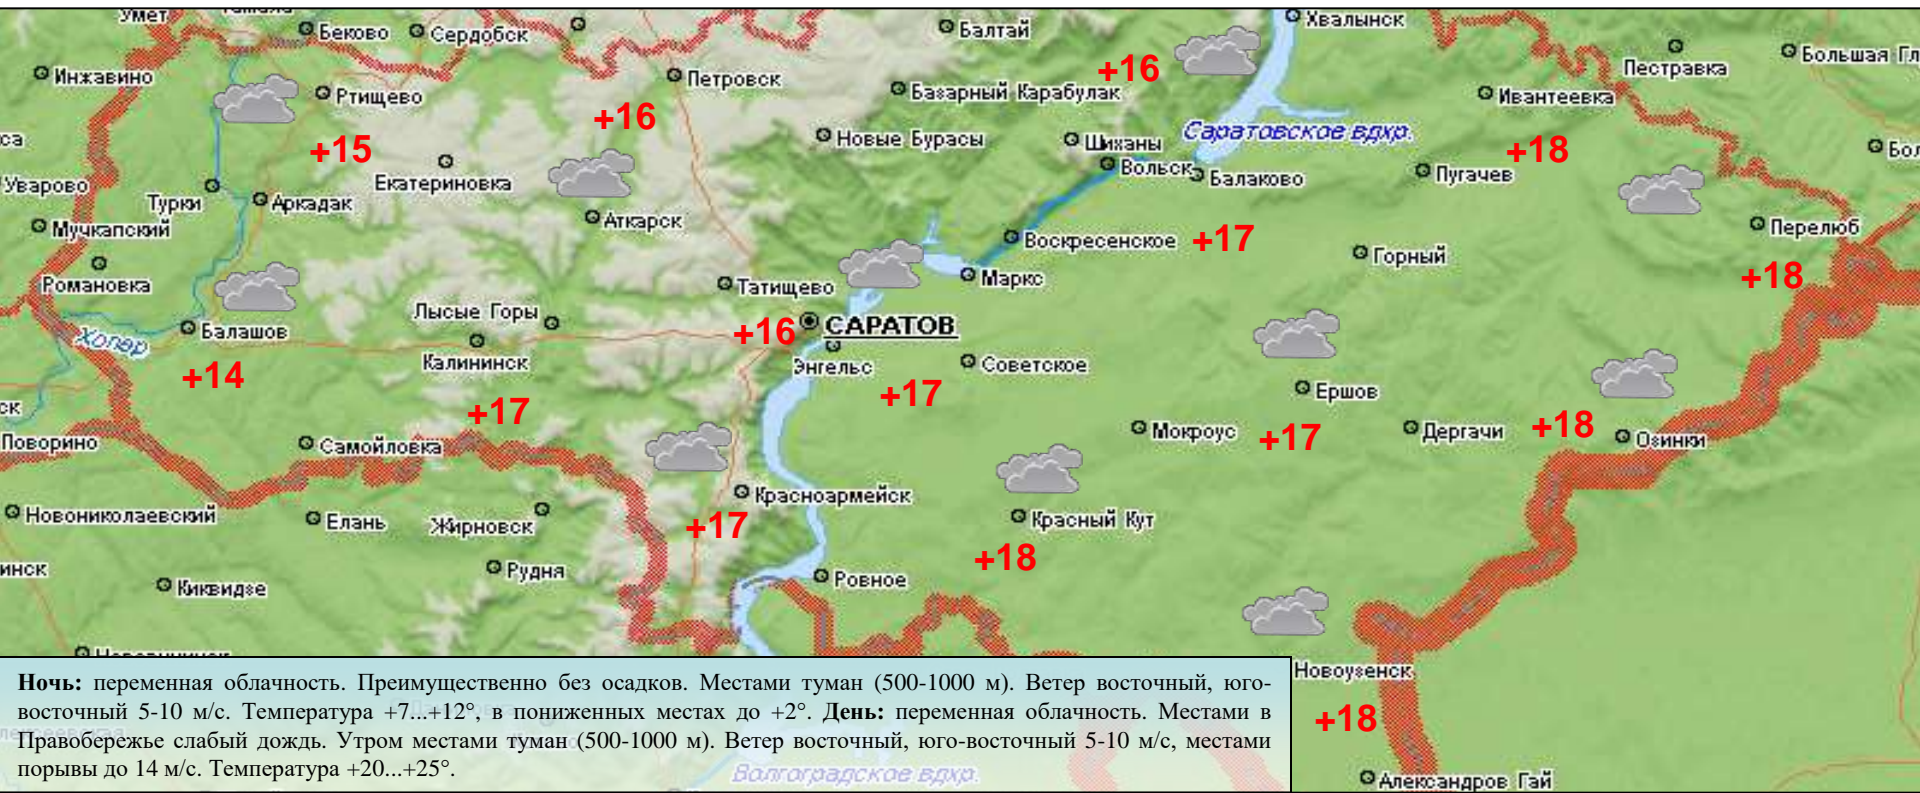 Умет
Беково
Сердобск
Балтай
Хвалынск
Пестравка
Большая Гл
Инжавино
Ртищево
Петровск
Базарный Карабулак
+16
Ивантеевка
са
+15
+16
Новые Бурасы
Шиханы
Саратовское вдхр.
+18
Бол
Уварово
Екатериновка
Вольск
Балаково
Пугачев
Турки
Аркадак
Мучкапский
Аткарск
Воскресенское
+17
Горный
Перелюб
Романовка
Татищево
Маркс
+18
Хопер
Балашов
Лысые Горы
+16
САРАТОВ
Калининск
Энгельс
Советское
+14
+17
Ершов
ск
+17
Поворино
Самойловка
Мокроус
+17
Дергачи
+18
Озинки
Новониколаевский
Елань
Жирновск
Красноармейск
+17
Красный Кут
инск
Киквидзе
Рудня
Ровное
+18
Новоузенск
+18
Александров Гай
Ночь: переменная облачность. Преимущественно без осадков. Местами туман (500-1000 м). Ветер восточный, юго-
восточный 5-10 м/с. Температура +7...+12°, в пониженных местах до +2°. День: переменная облачность. Местами в
Правобережье слабый дождь. Утром местами туман (500-1000 м). Ветер восточный, юго-восточный 5-10 м/с, местами
порывы до 14 м/с. Температура +20...+25°.
Волгоградское вдхр.